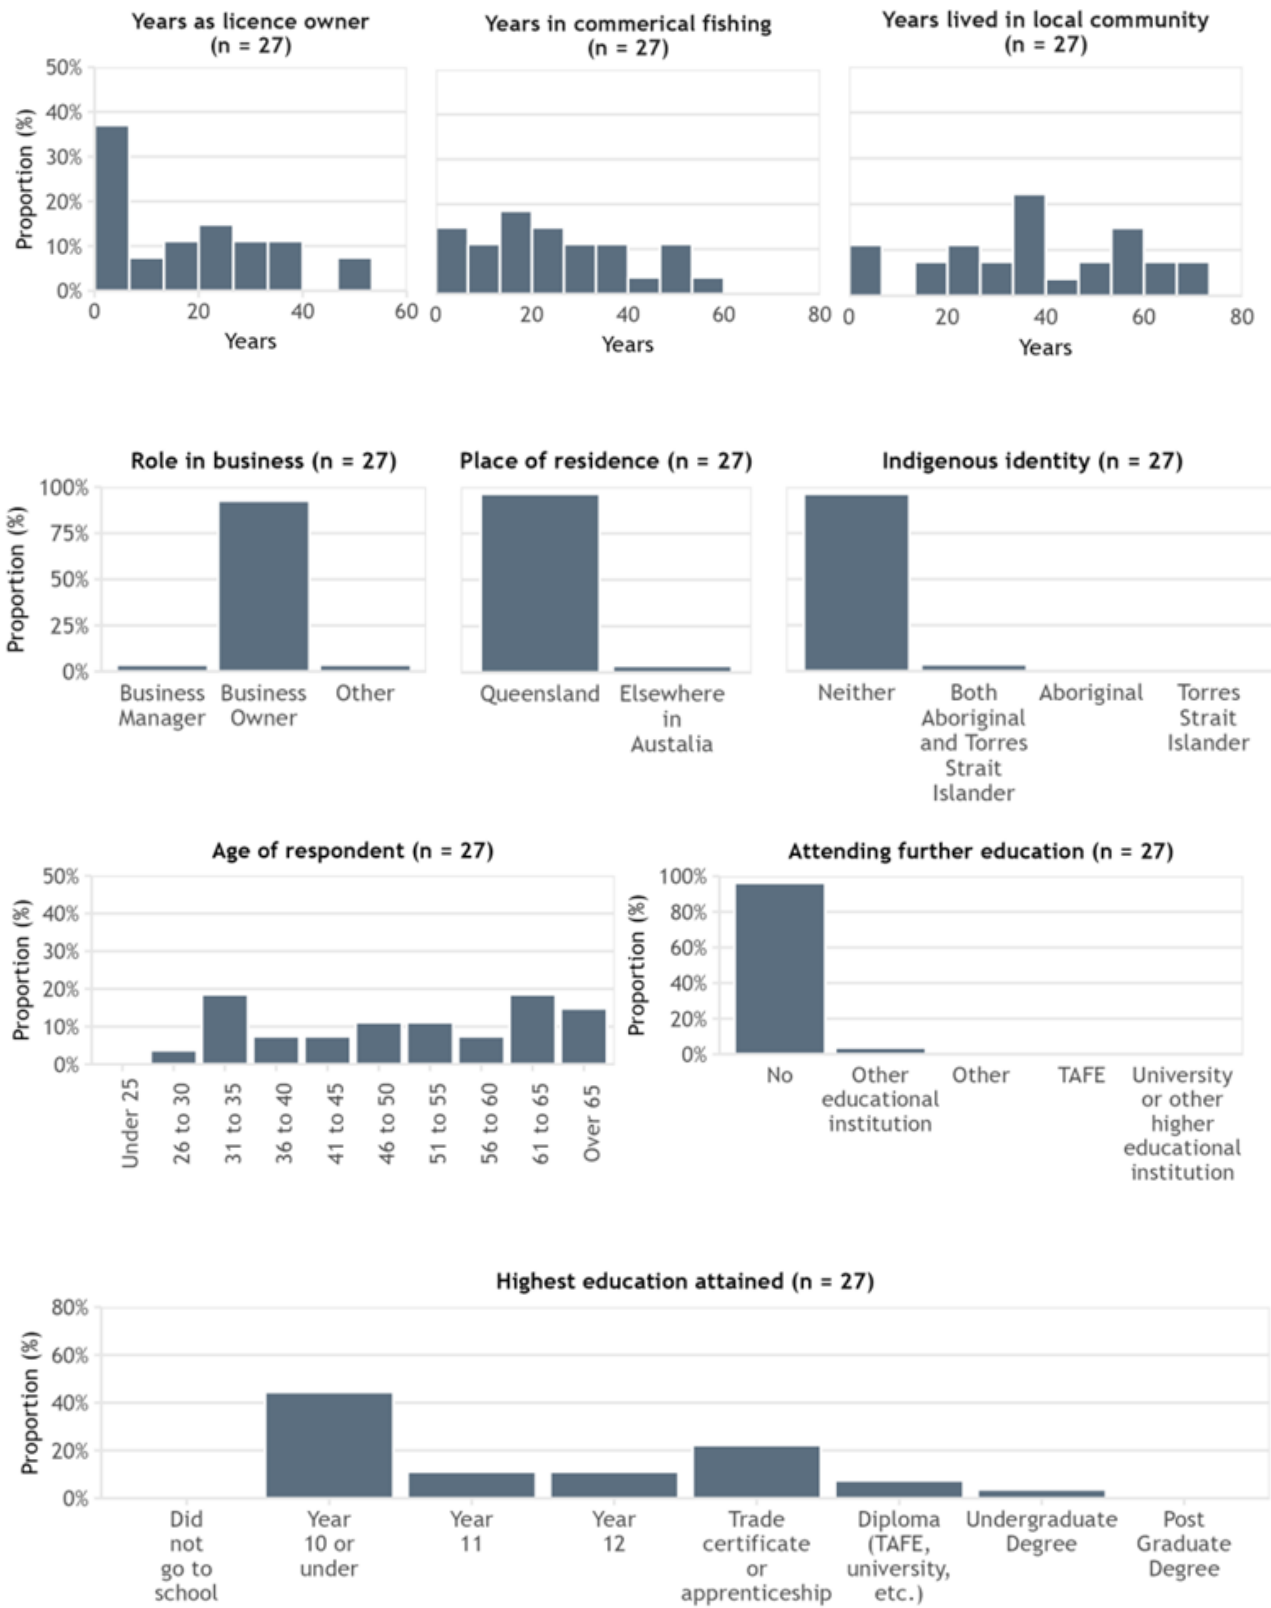 Years as licence owner
(n = 27)
Years in commerical fishing
(n = 27)
Years lived in local community
(n = 27)
Proportion (%)
50%
40%
30%
20%
10%
0%
0 20 40 60
Years
0 20 40 60 80
Years
0 20 40 60 80
Years
Role in business (n = 27)
Place of residence (n = 27)
Indigenous identity (n = 27)
Proportion (%)
100%
75%
50%
25%
0%
Business
Manager
Business
Owner
Other
Queensland
Elsewhere
in
Austalia
Neither
Both
Aboriginal
and Torres
Strait
Islander
Aboriginal
Torres
Strait
Islander
Age of respondent (n = 27)
Proportion (%)
50%
40%
30%
20%
10%
0%
Under 25
26 to 30
31 to 35
36 to 40
41 to 45
46 to 50
51 to 55
56 to 60
61 to 65
Over 65
Attending further education (n = 27)
Proportion (%)
100%
80%
60%
40%
20%
0%
No
Other
educational
institution
Other
TAFE
University
or other
higher
educational
institution
Highest education attained (n = 27)
Proportion (%)
80%
60%
40%
20%
0%
Did
not
go to
school
Year
10 or
under
Year
11
Year
12
Trade
certificate
or
apprenticeship
Diploma
(TAFE,
university,
etc.)
Undergraduate
Degree
Post
Graduate
Degree